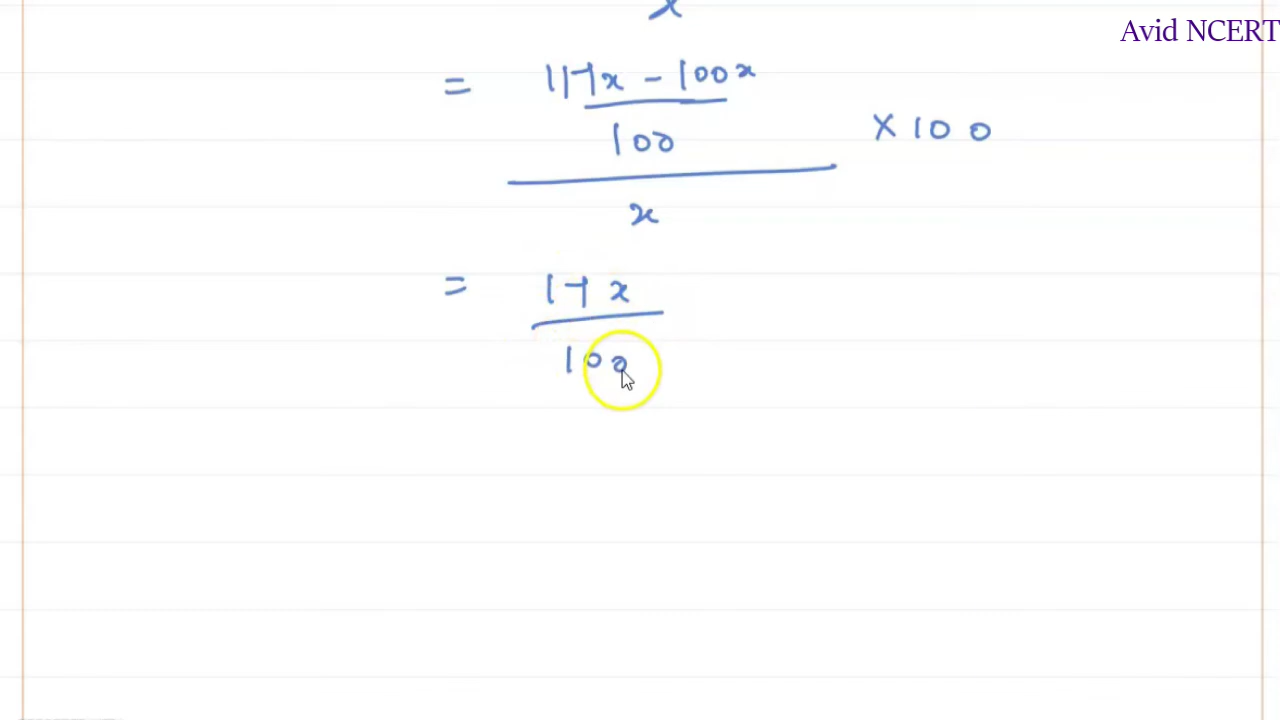 Avid NCERT
x
= 117x - 100x
100
× 100
x
= 17x
100